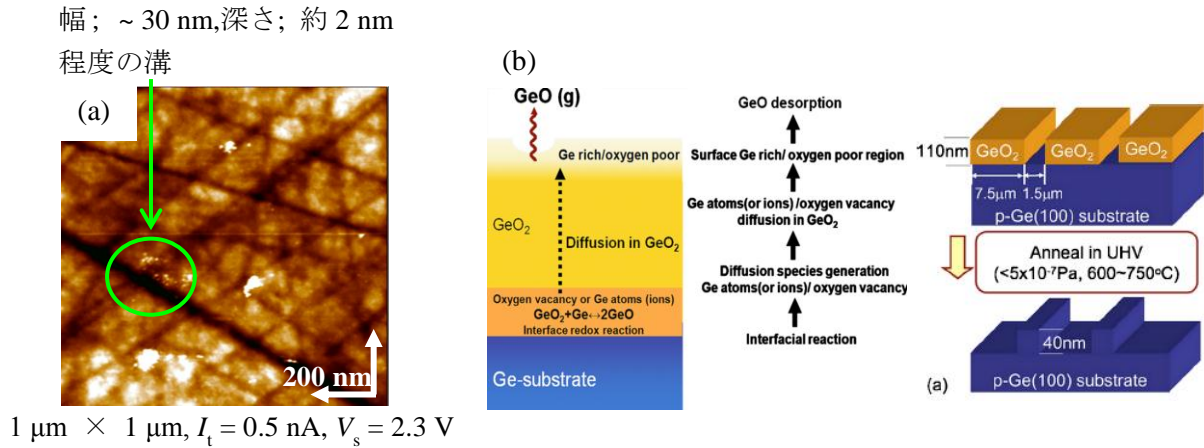 幅; ~ 30 nm,深さ; 約 2 nm
程度の溝
(a)
200 nm
1 μm × 1 μm, It = 0.5 nA, Vs = 2.3 V
(b)
GeO (g)
Ge rich/oxygen poor
GeO2
Diffusion in GeO2
Oxygen vacancy or Ge atoms (ions)
GeO2+Ge↔2GeO
Interface redox reaction
Ge-substrate
GeO desorption
Surface Ge rich/ oxygen poor region
Ge atoms(or ions) /oxygen vacancy
diffusion in GeO2
Diffusion species generation
Ge atoms(or ions)/ oxygen vacancy
Interfacial reaction
110nm
GeO2 GeO2 GeO2
7.5μm 1.5μm
p-Ge(100) substrate
Anneal in UHV
(<5x10-7Pa, 600~750oC)
40nm
(a)
p-Ge(100) substrate